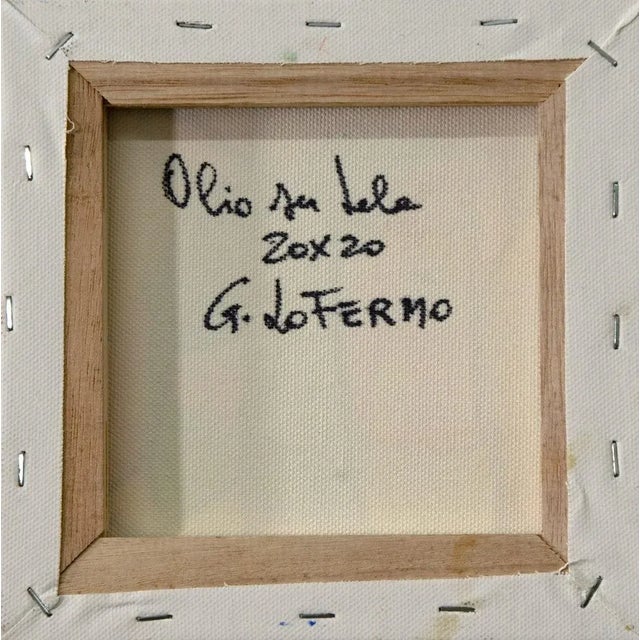 Olio su tela
20x20
G. LoFERMO